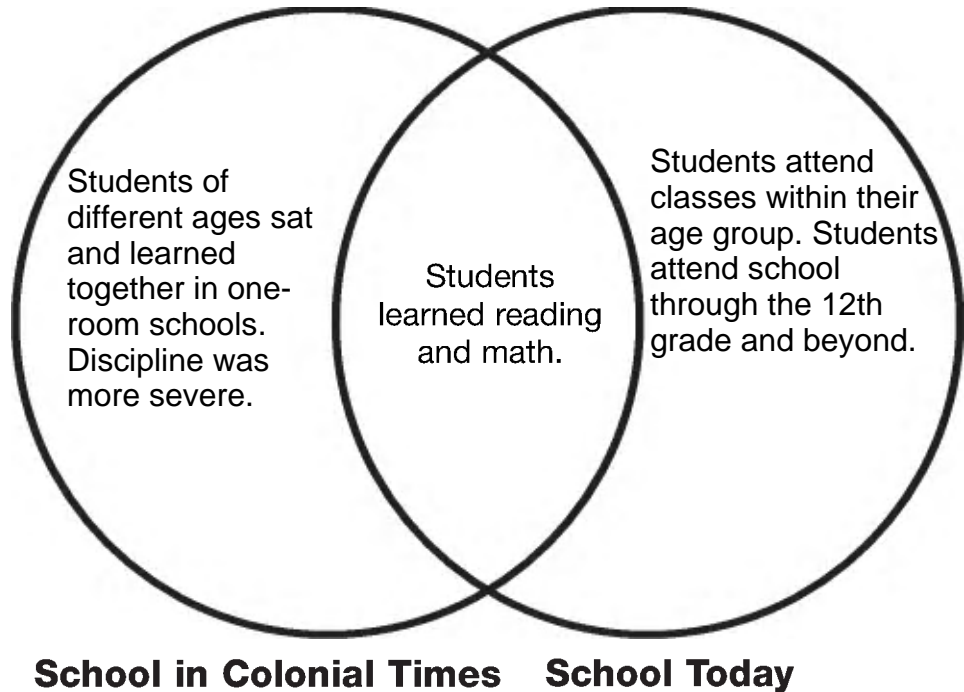 Students of
different ages sat
and learned
together in one-
room schools.
Discipline was
more severe.
Students
learned reading
and math.
Students attend
classes within their
age group. Students
attend school
through the 12th
grade and beyond.
School in Colonial Times
School Today